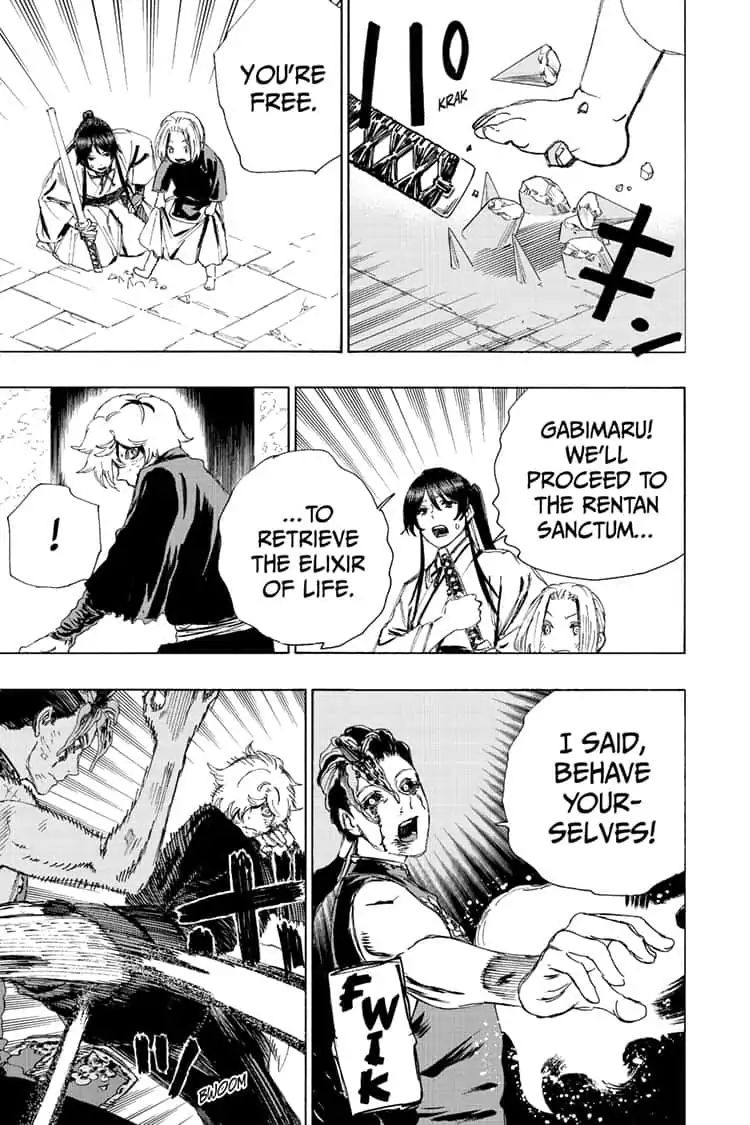 KRAK
YOU'RE
FREE.
GABIMARU!
WE'LL
PROCEED TO
THE RENTAN
SANCTUM...
...TO
RETRIEVE
THE ELIXIR
OF LIFE.
!
I SAID,
BEHAVE
YOUR-
SELVES!
FWIK
BWOOM